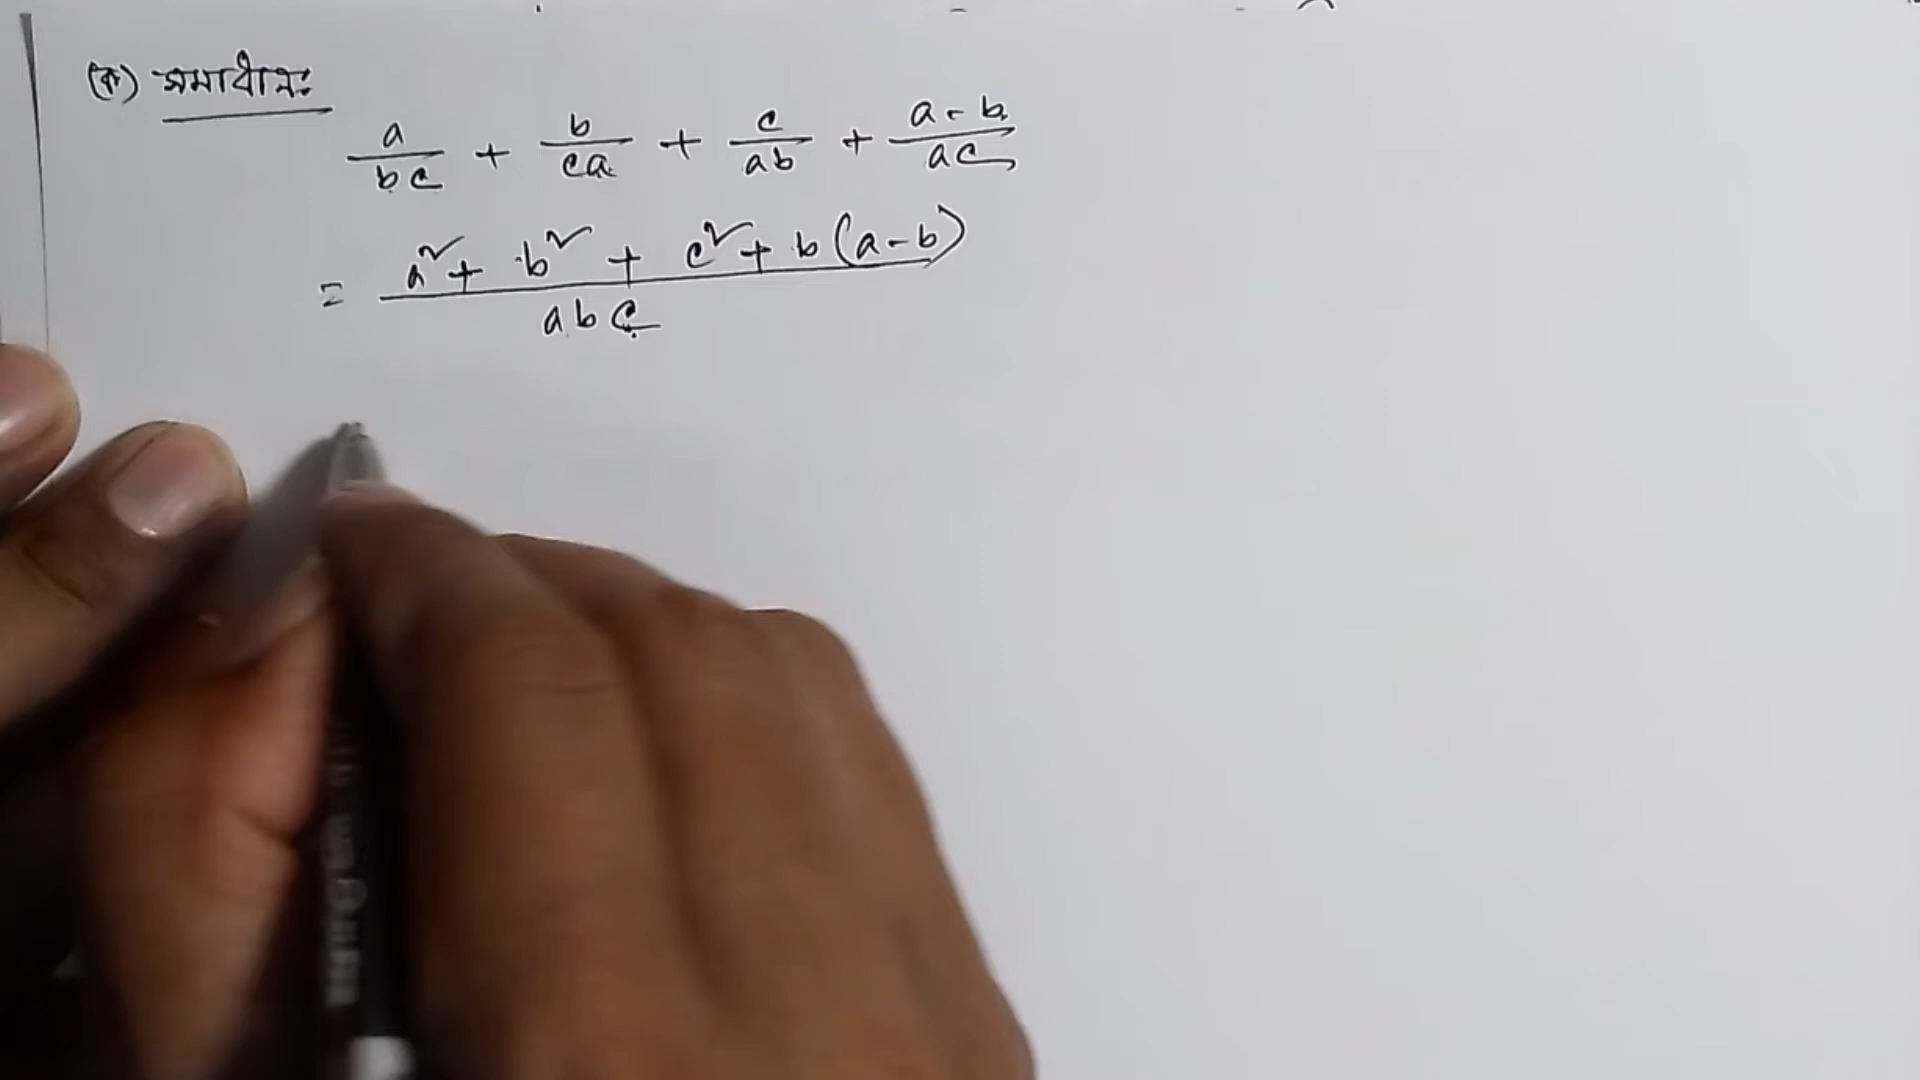 (ক) সমাধানঃ
a/bc + b/ca + c/ab + a-b/ac
= a² + b² + c² + b(a-b) / abc